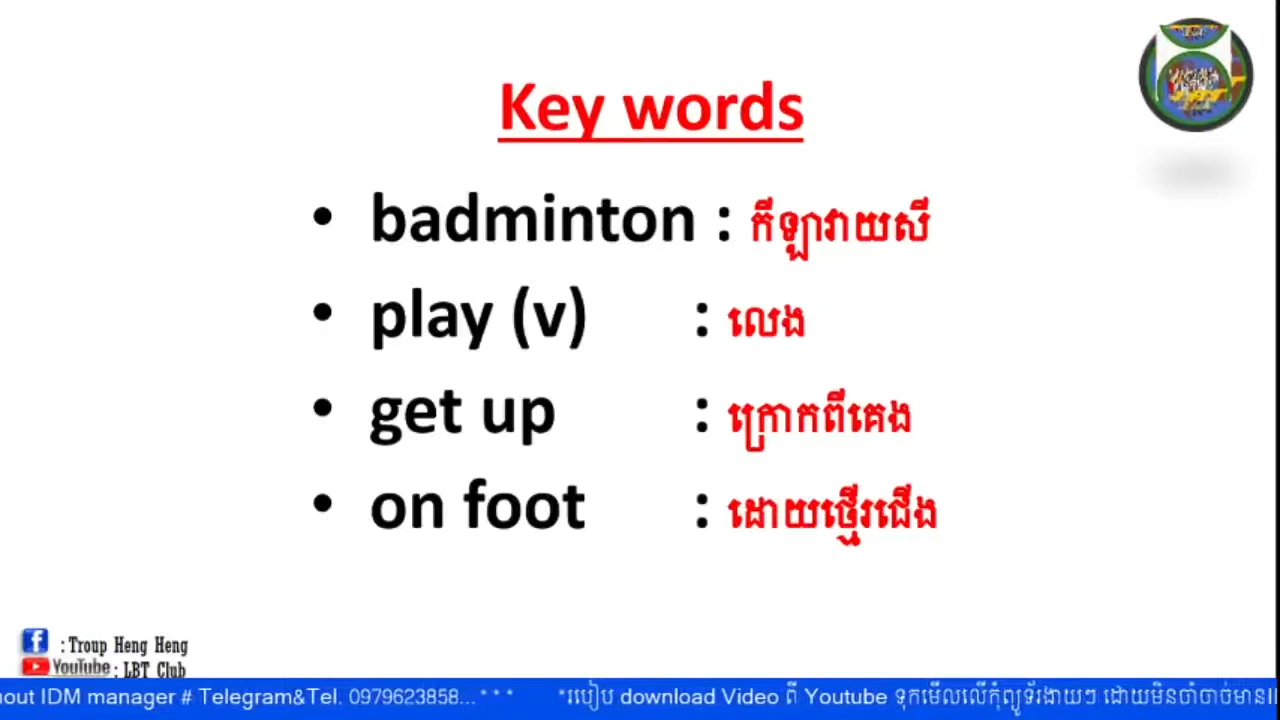 Key words
• badminton : កីឡាវាយសី
• play (v) : លេង
• get up : ក្រោកពីគេង
• on foot : ដោយថ្មើរជើង
: Troup Heng Heng
YouTube : LBT Club
hout IDM manager # Telegram&Tel. 0979623858...*** *របៀប download Video ពី Youtube ទុកមើលលើកុំព្យូទ័រងាយៗ ដោយមិនចាំបាច់មានI